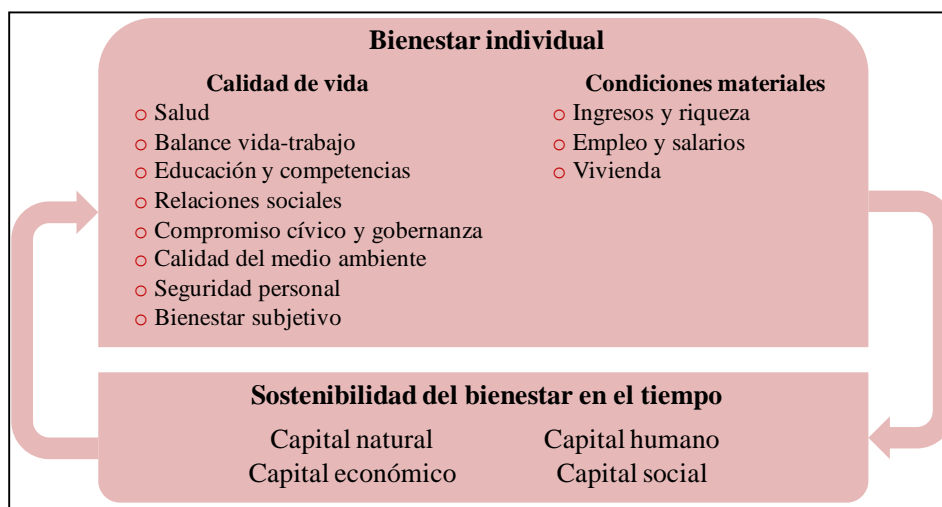 Bienestar individual
Calidad de vida
Salud
Balance vida-trabajo
Educación y competencias
Relaciones sociales
Compromiso cívico y gobernanza
Calidad del medio ambiente
Seguridad personal
Bienestar subjetivo
Condiciones materiales
Ingresos y riqueza
Empleo y salarios
Vivienda
Sostenibilidad del bienestar en el tiempo
Capital natural
Capital humano
Capital económico
Capital social